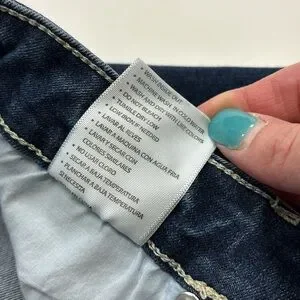 • WASH INSIDE OUT
• MACHINE WASH IN COLD WATER
• WASH AND DRY WITH LIKE COLORS
• DO NOT BLEACH
• TUMBLE DRY LOW
• LOW IRON IF NEEDED
• LAVAR AL REVES
• LAVAR A MAQUINA CON AGUA FRIA
• LAVAR Y SECAR CON
COLORES SIMILARES
• NO USAR CLORO
• SECAR A BAJA TEMPERATURA
• PLANCHAR A BAJA TEMPERATURA
SI NECESITA